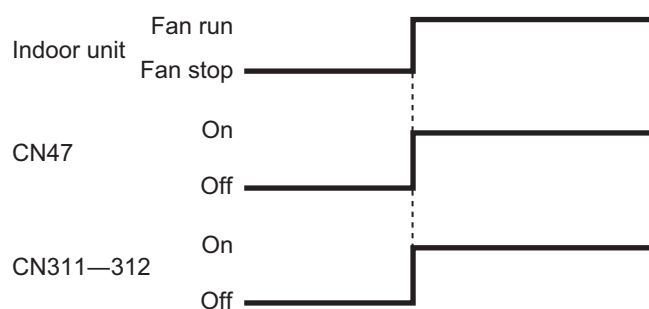 Fan run
Indoor unit
Fan stop
On
CN47
Off
On
CN311—312
Off